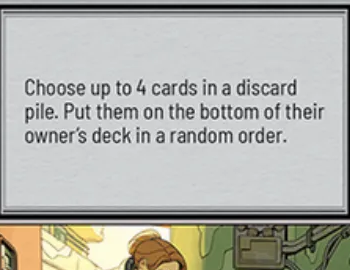 Choose up to 4 cards in a discard
pile. Put them on the bottom of their
owner's deck in a random order.